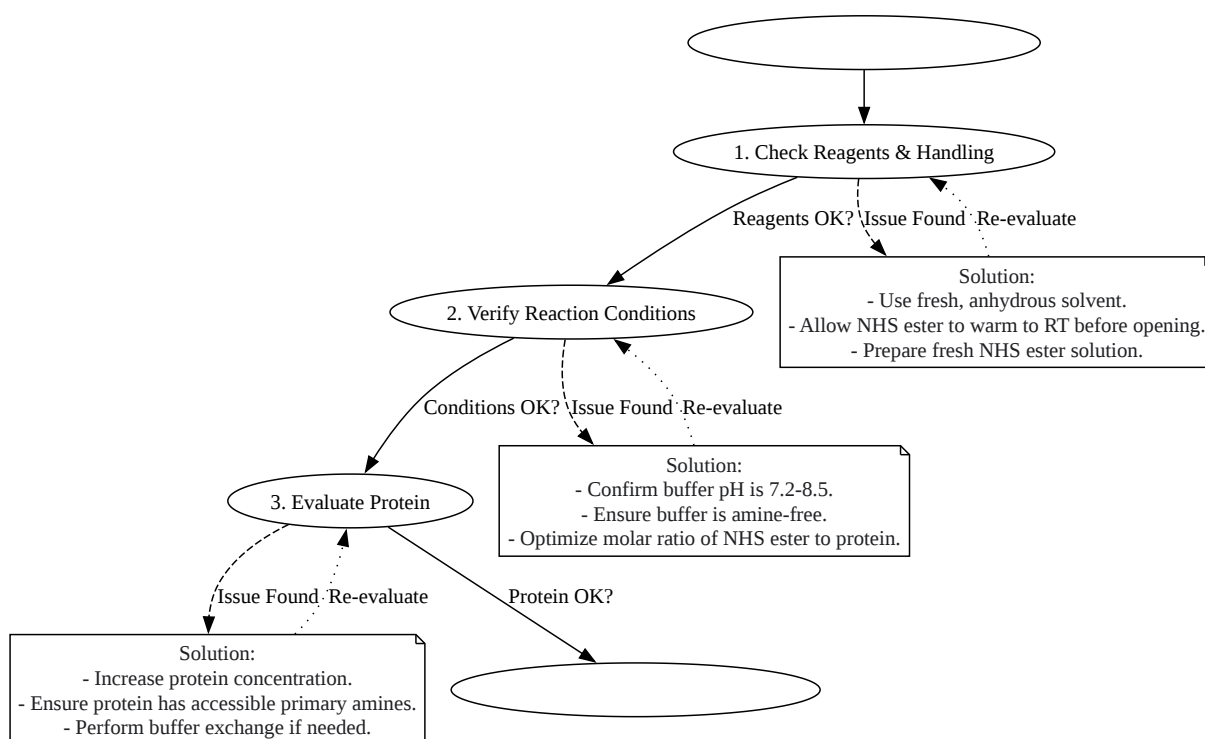 1. Check Reagents & Handling
Reagents OK?
Issue Found
Re-evaluate
Solution:
- Use fresh, anhydrous solvent.
- Allow NHS ester to warm to RT before opening.
- Prepare fresh NHS ester solution.
2. Verify Reaction Conditions
Conditions OK?
Issue Found
Re-evaluate
Solution:
- Confirm buffer pH is 7.2-8.5.
- Ensure buffer is amine-free.
- Optimize molar ratio of NHS ester to protein.
3. Evaluate Protein
Issue Found
Re-evaluate
Protein OK?
Solution:
- Increase protein concentration.
- Ensure protein has accessible primary amines.
- Perform buffer exchange if needed.